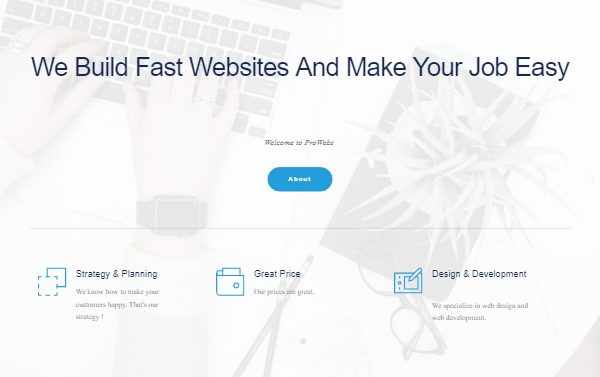 We Build Fast Websites And Make Your Job Easy
Welcome to ProWebs
About
Strategy & Planning
We know how to make your
customers happy. That's our
strategy !
Great Price
Our prices are great.
Design & Development
We specialize in web design and
web development.